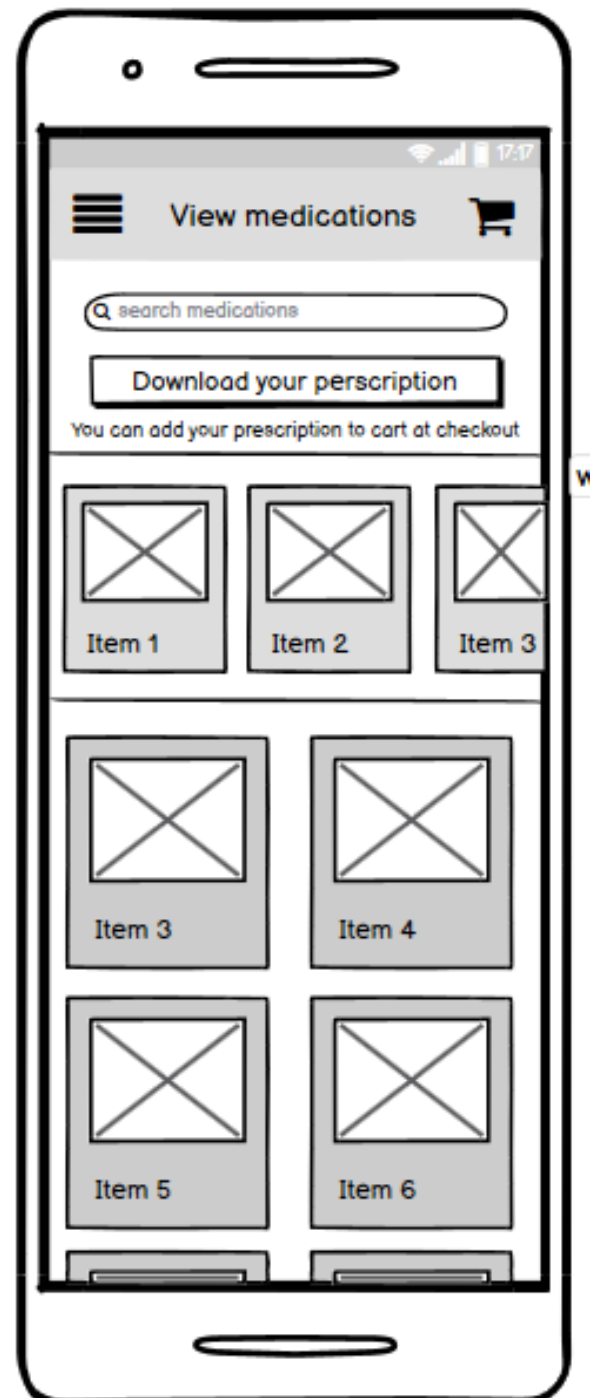 17:17
View medications
search medications
Download your perscription
You can add your prescription to cart at checkout
Item 1 Item 2 Item 3
Item 3 Item 4
Item 5 Item 6